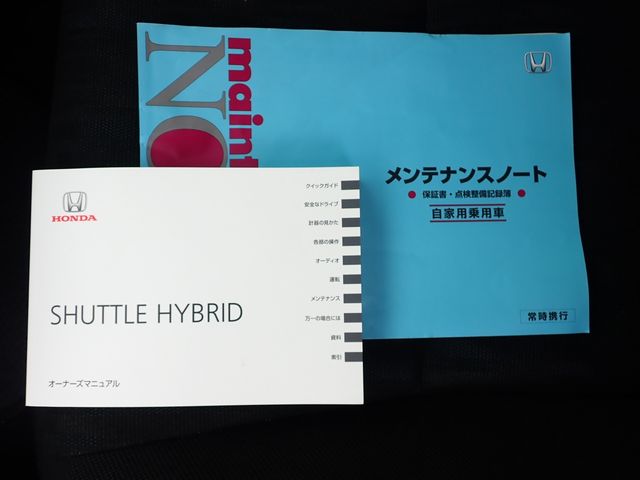 maint
NO
メンテナンスノート
● 保証書・点検整備記録簿 ●
自家用乗用車
常時携行
HONDA
SHUTTLE HYBRID
オーナーズマニュアル
クイックガイド
安全なドライブ
計器の見かた
各部の操作
オーディオ
運転
メンテナンス
万一の場合には
資料
索引